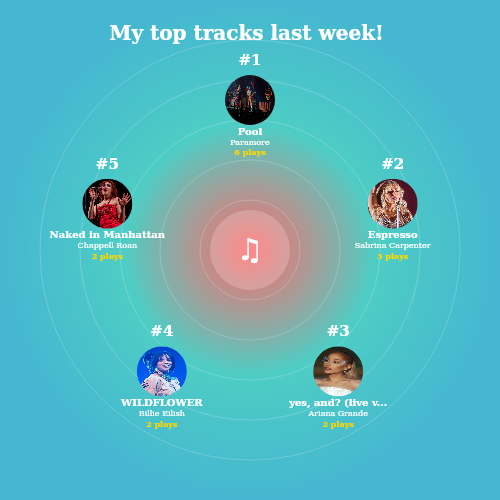 My top tracks last week!
#1
Pool
Paramore
6 plays
#2
Espresso
Sabrina Carpenter
3 plays
#3
yes, and? (live v...
Ariana Grande
2 plays
#4
WILDFLOWER
Billie Eilish
2 plays
#5
Naked in Manhattan
Chappell Roan
2 plays